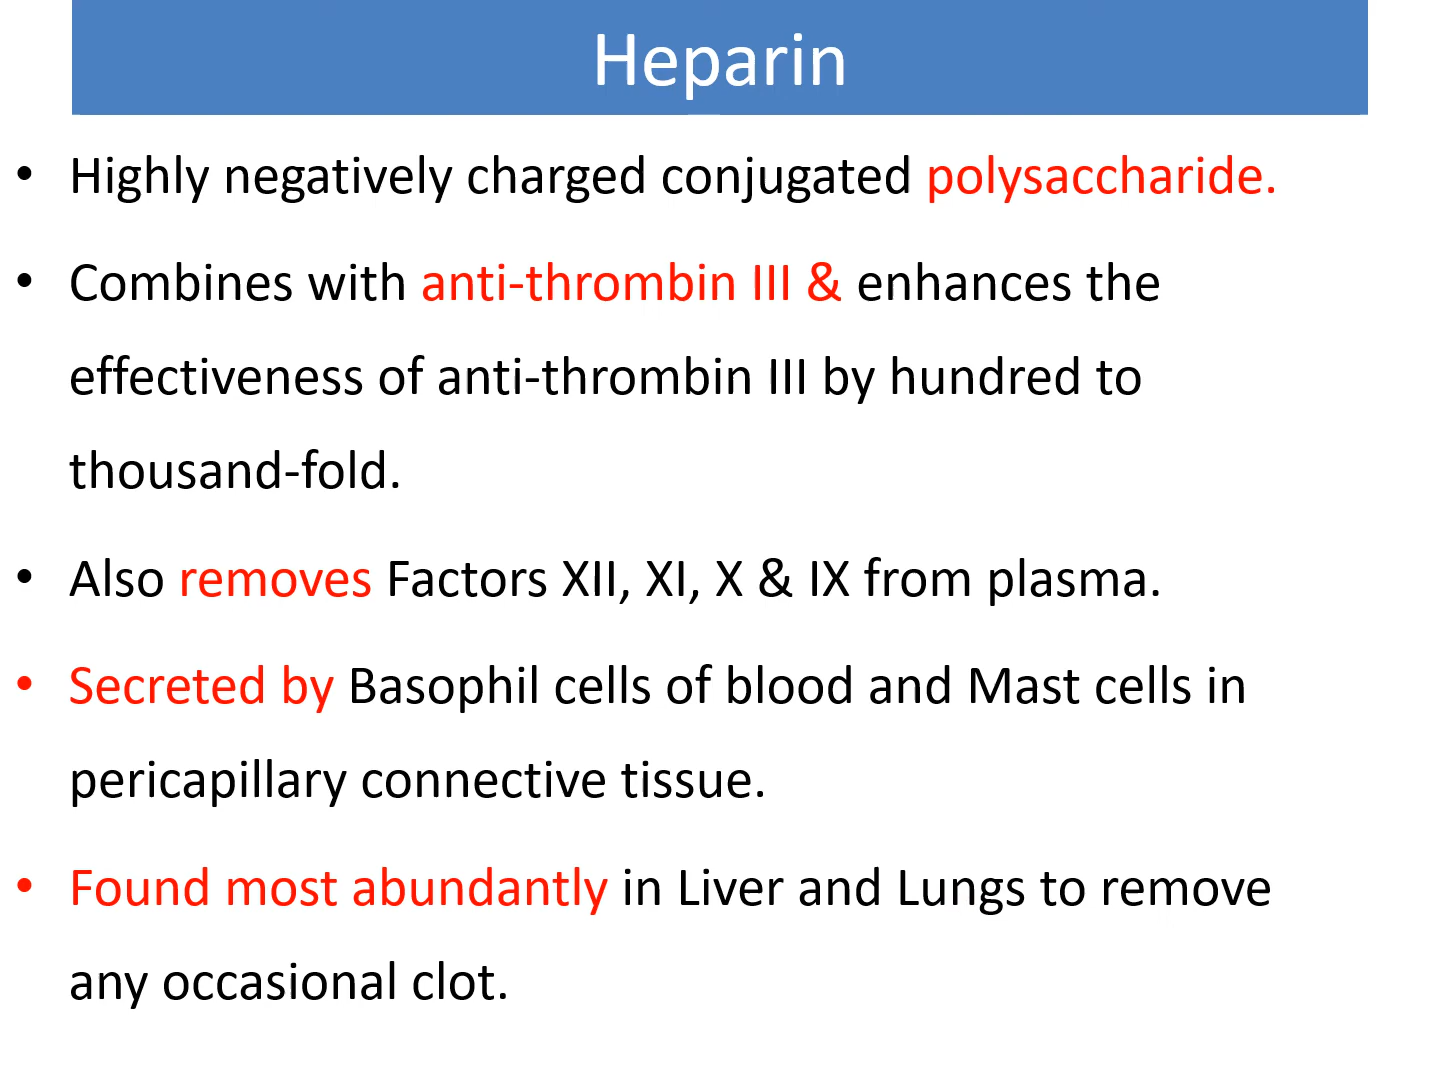 Heparin
• Highly negatively charged conjugated polysaccharide.
• Combines with anti-thrombin III & enhances the
effectiveness of anti-thrombin III by hundred to
thousand-fold.
• Also removes Factors XII, XI, X & IX from plasma.
• Secreted by Basophil cells of blood and Mast cells in
pericapillary connective tissue.
• Found most abundantly in Liver and Lungs to remove
any occasional clot.